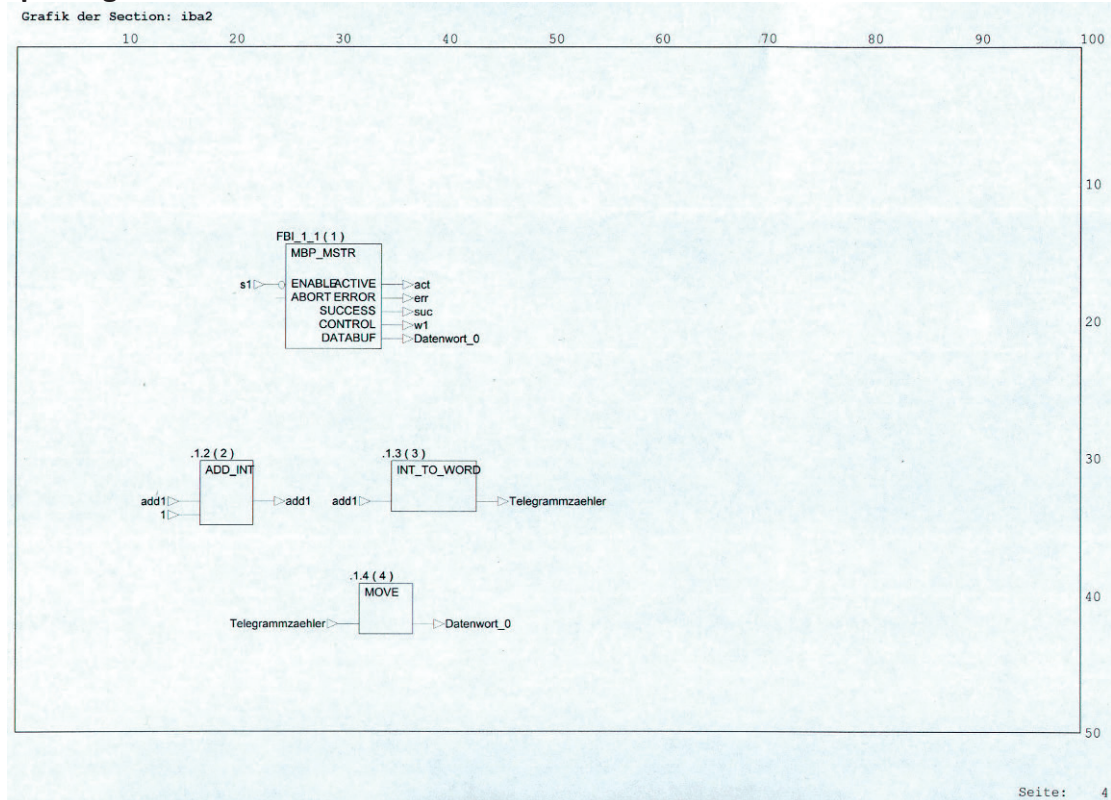 Grafik der Section: iba2
10 20 30 40 50 60 70 80 90 100
10
FBI_1_1 ( 1 )
MBP_MSTR
s1 ENABLE ACTIVE act
ABORT ERROR err
SUCCESS suc
20
CONTROL w1
DATABUF Datenwort_0
.1.2 ( 2 ) .1.3 ( 3 )
30
ADD_INT INT_TO_WORD
add1 add1 add1 Telegrammzaehler
1
.1.4 ( 4 )
MOVE
40
Telegrammzaehler Datenwort_0
50
Seite: 4